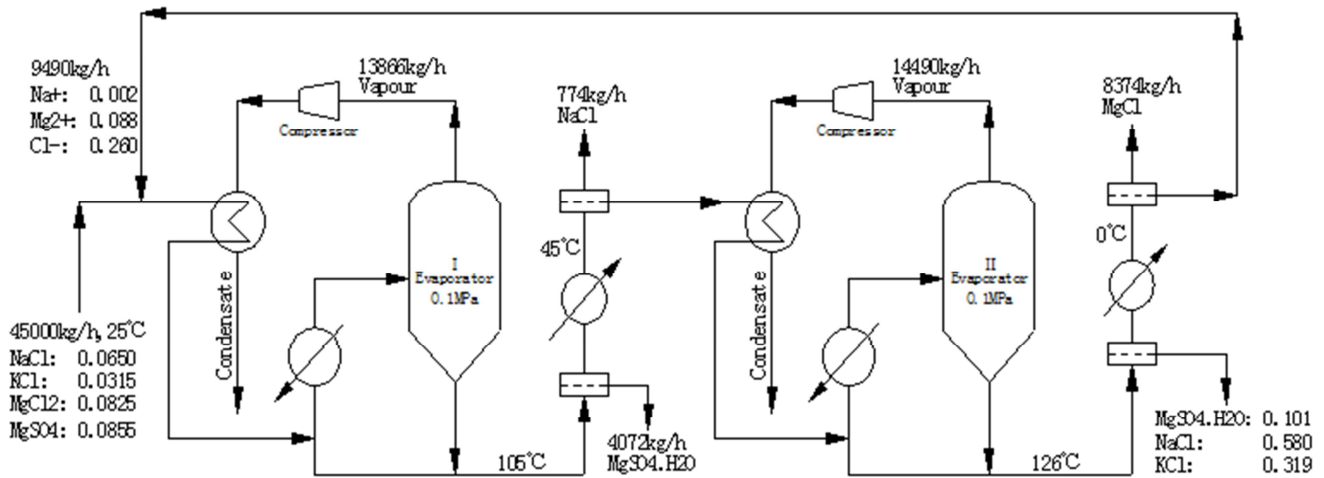 9490kg/h
Na+: 0.002
Mg2+: 0.088
Cl-: 0.260
13866kg/h
Vapour
Compressor
774kg/h
NaCl
14490kg/h
Vapour
Compressor
8374kg/h
MgCl
I
Evaporator
0.1MPa
45℃
II
Evaporator
0.1MPa
0℃
Condensate
Condensate
45000kg/h,25℃
NaCl: 0.0650
KCl: 0.0315
MgCl2: 0.0825
MgSO4: 0.0855
4072kg/h
MgSO4.H2O
105℃
126℃
MgSO4.H2O: 0.101
NaCl: 0.580
KCl: 0.319